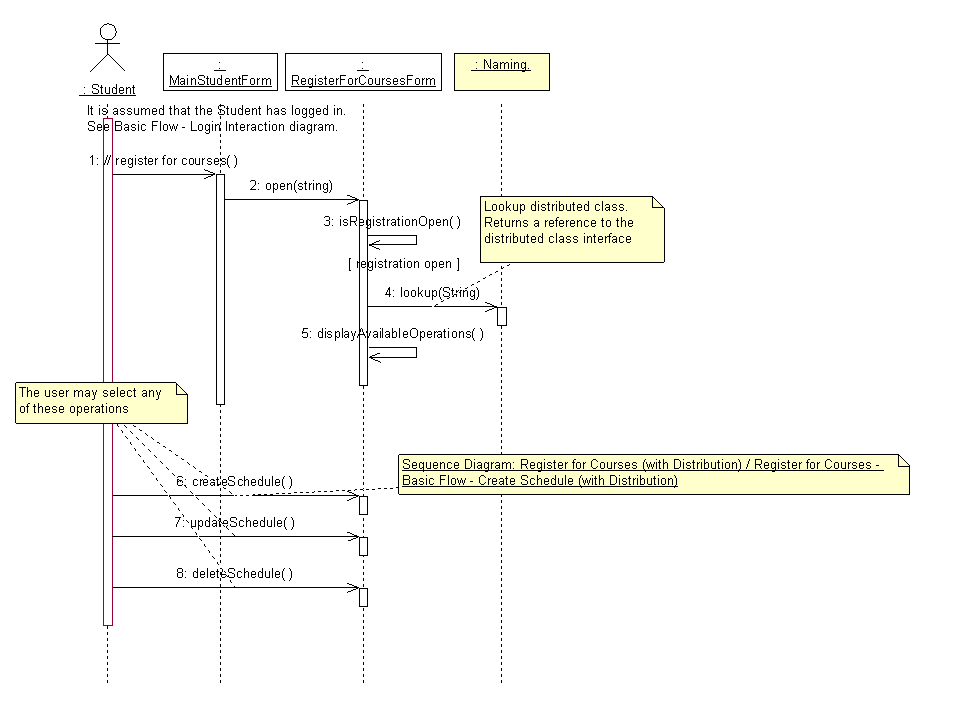 : Student
:
MainStudentForm
:
RegisterForCoursesForm
: Naming.
It is assumed that the Student has logged in.
See Basic Flow - Login Interaction diagram.
1: // register for courses( )
2: open(string)
3: isRegistrationOpen( )
[ registration open ]
Lookup distributed class.
Returns a reference to the
distributed class interface
4: lookup(String)
5: displayAvailableOperations( )
The user may select any
of these operations
Sequence Diagram: Register for Courses (with Distribution) / Register for Courses -
Basic Flow - Create Schedule (with Distribution)
6: createSchedule( )
7: updateSchedule( )
8: deleteSchedule( )